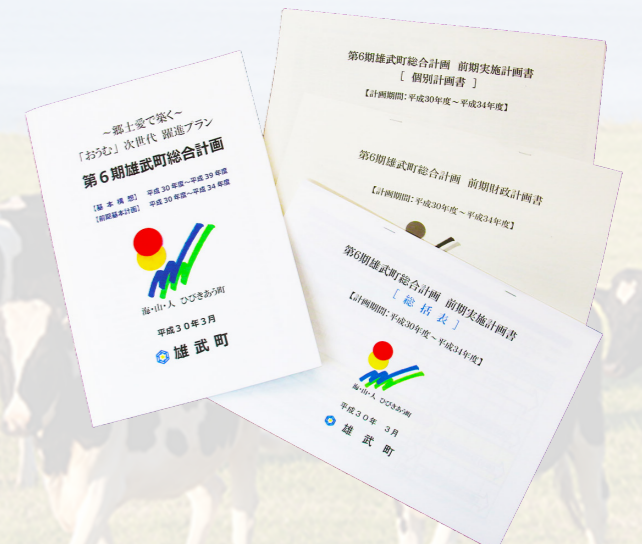 ～郷土愛で築く～
「おうむ」次世代 躍進プラン
第６期雄武町総合計画
［基本構想］ 平成30年度～平成39年度
［前期基本計画］ 平成30年度～平成34年度
海・山・人 ひびきあう町
平成３０年３月
雄武町
第6期雄武町総合計画 前期実施計画書
［ 個別計画書 ］
【計画期間：平成30年度～平成34年度】
第6期雄武町総合計画 前期財政計画書
【計画期間：平成30年度～平成34年度】
第6期雄武町総合計画 前期実施計画書
［ 総括表 ］
【計画期間：平成30年度～平成34年度】
海・山・人 ひびきあう町
平成３０年 ３月
雄武町